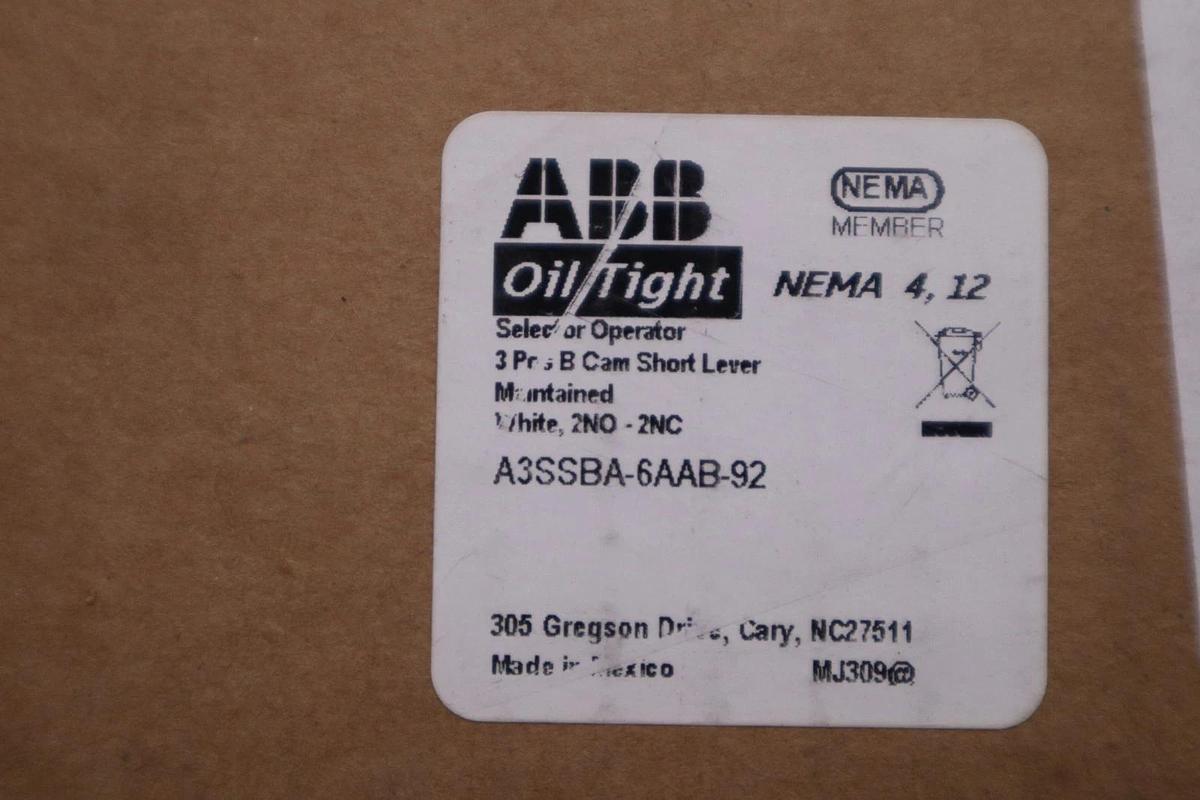 ABB
NEMA
MEMBER
Oil Tight
NEMA 4, 12
Selector Operator
3 Pos B Cam Short Lever
Maintained
White, 2NO - 2NC
A3SSBA-6AAB-92
305 Gregson Drive, Cary, NC27511
Made in Mexico
MJ309@